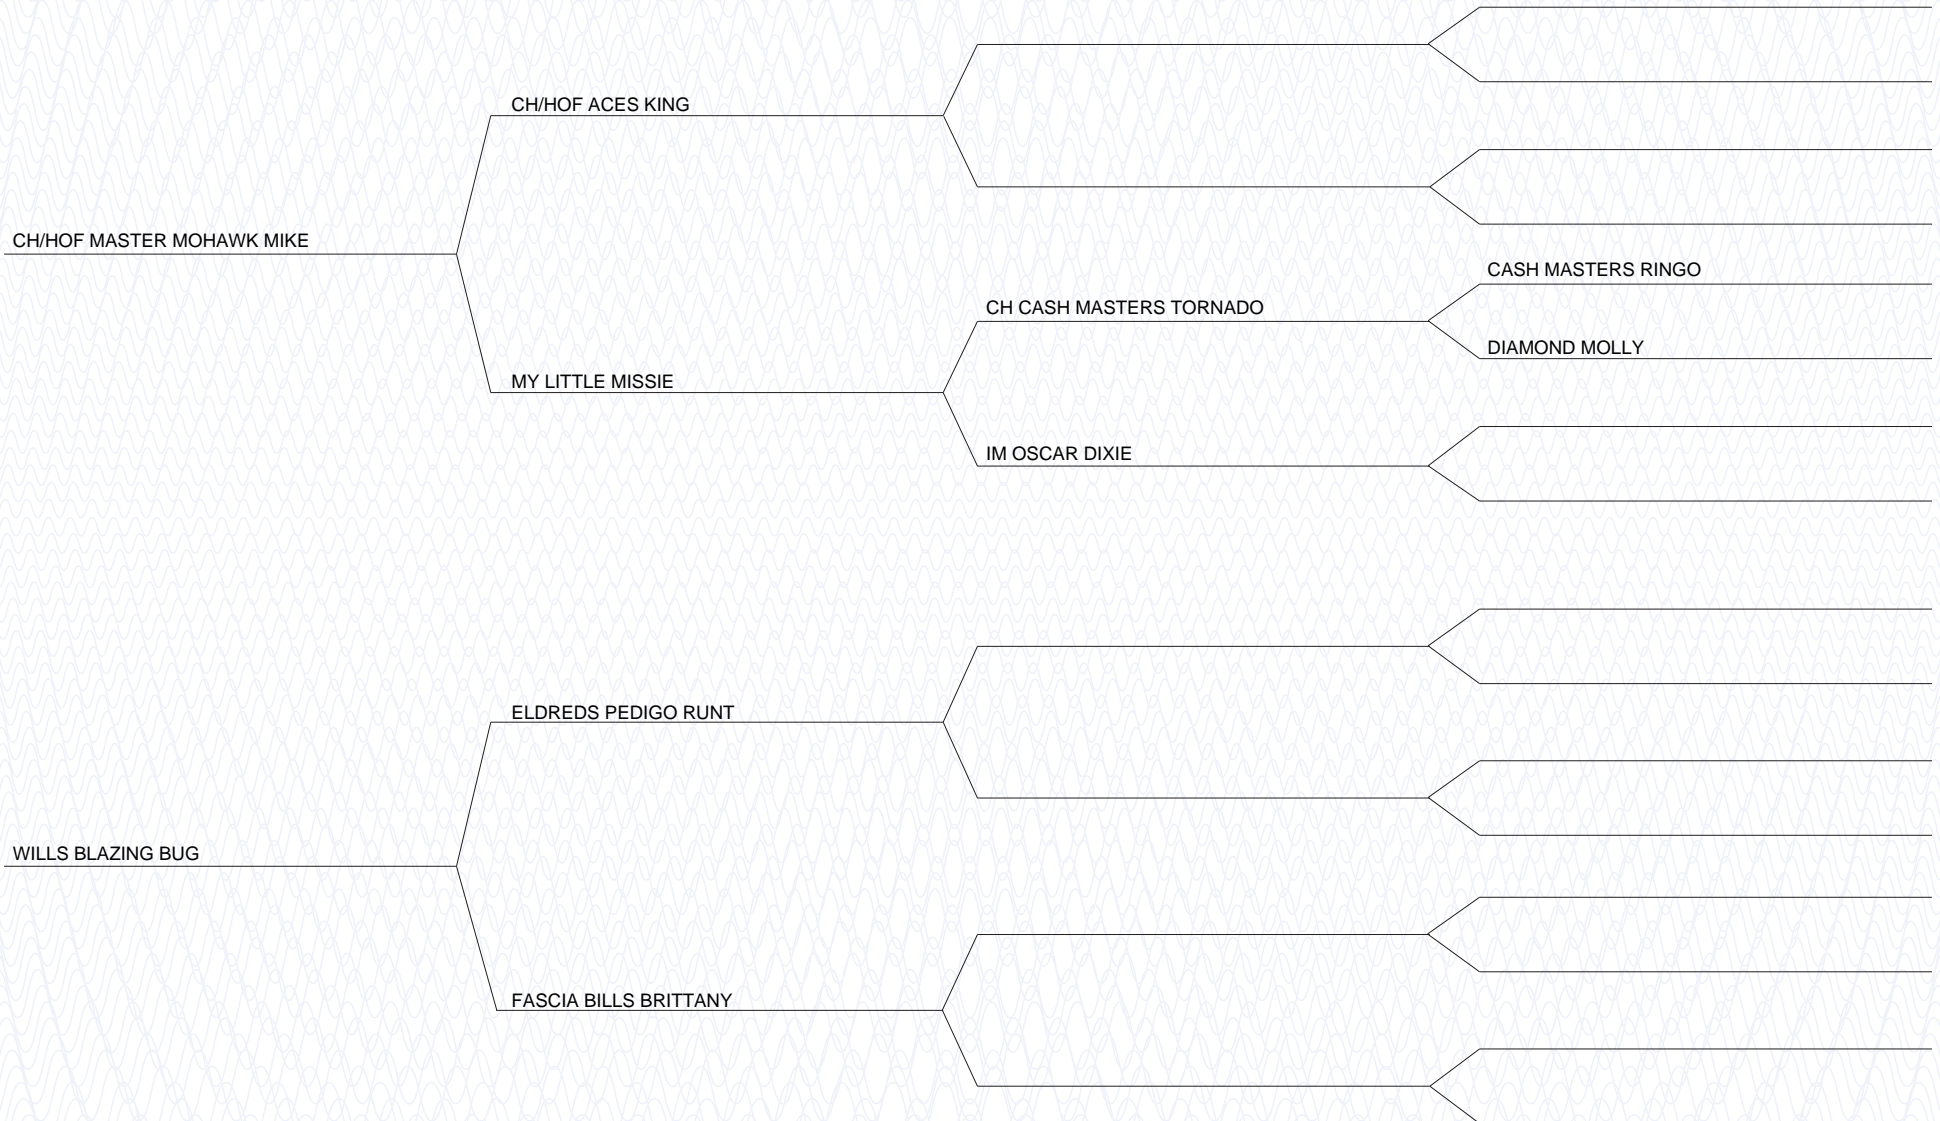 CH/HOF ACES KING
CH/HOF MASTER MOHAWK MIKE
CASH MASTERS RINGO
CH CASH MASTERS TORNADO
DIAMOND MOLLY
MY LITTLE MISSIE
IM OSCAR DIXIE
ELDREDS PEDIGO RUNT
WILLS BLAZING BUG
FASCIA BILLS BRITTANY